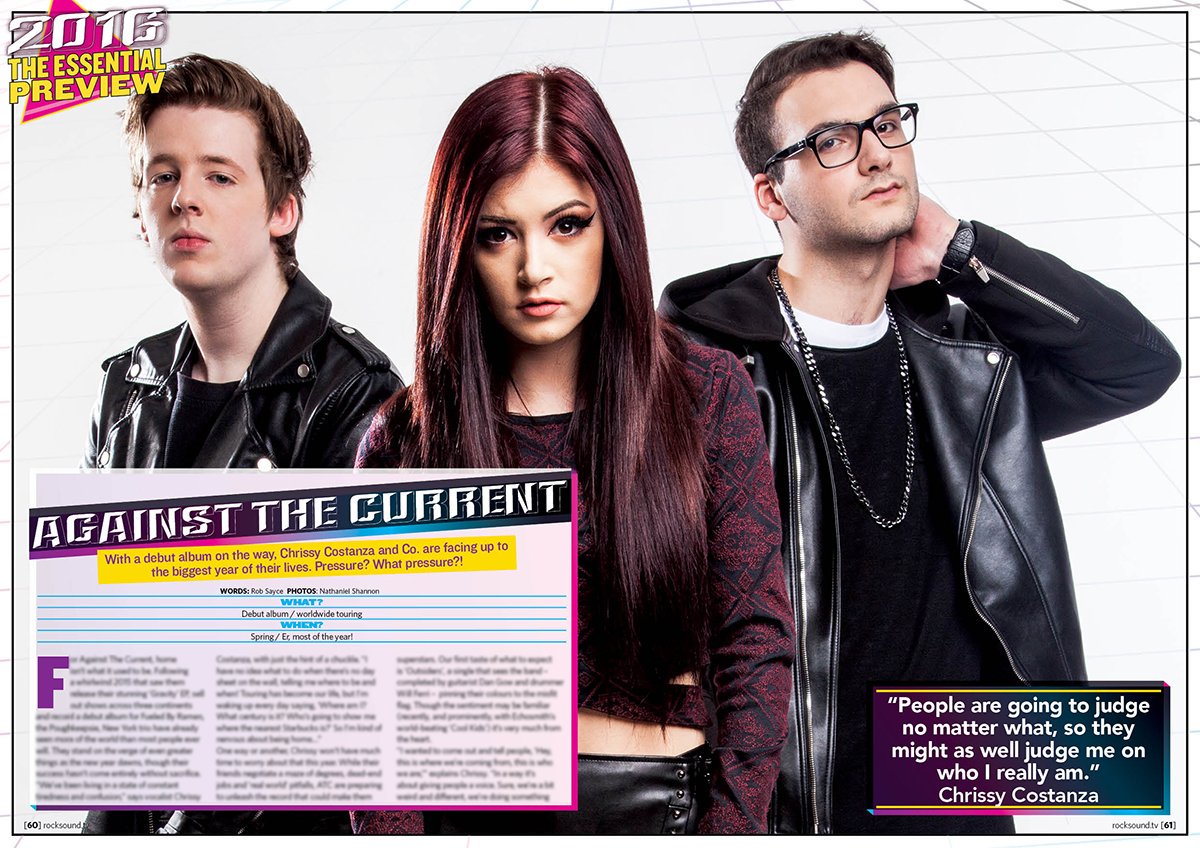 2016
THE ESSENTIAL
PREVIEW
AGAINST THE CURRENT
With a debut album on the way, Chrissy Costanza and Co. are facing up to
the biggest year of their lives. Pressure? What pressure?!
WORDS: Rob Sayce PHOTOS: Nathaniel Shannon
WHAT?
Debut album / worldwide touring
WHEN?
Spring / Er, most of the year!
For Against The Current, home
isn't what it used to be. Following
a whirlwind 2015 that saw them
release their stunning 'Gravity' EP, sell
out shows across three continents
and record a debut album for Fueled By Ramen,
the Poughkeepsie, New York trio have already
seen more of the world than most people ever
will. They stand on the verge of even greater
things as the new year dawns, though their
success hasn't come entirely without sacrifice.
"We've been living in a state of constant
tiredness and confusion," says vocalist Chrissy
Costanza, with just the hint of a chuckle. "I
have no idea what to do when there's no day
sheet on the wall, telling me where to be and
when! Touring has become our life, but I'm
waking up every day saying, 'Where am I?
What century is it? Who's going to show me
where the nearest Starbucks is?' So I'm kind of
nervous about being home..."
One way or another, Chrissy won't have much
time to worry about that this year. While their
friends negotiate a maze of degrees, dead-end
jobs and 'real world' pitfalls, ATC are preparing
to unleash the record that could make them
superstars. Our first taste of what to expect
is 'Outsiders', a single that sees the band –
completed by guitarist Dan Gow and drummer
Will Ferri – pinning their colours to the misfit
flag. Though the sentiment may be familiar
(recently, and prominently, with Echosmith's
world-beating 'Cool Kids') it's very much from
the heart.
"I wanted to come out and tell people, 'Hey,
this is where we're coming from, this is who
we are,'" explains Chrissy. "In a way it's
about giving people a voice. Sure, we're a bit
weird and different, we're doing something
"People are going to judge
no matter what, so they
might as well judge me on
who I really am."
Chrissy Costanza
[60] rocksound.tv
rocksound.tv [61]